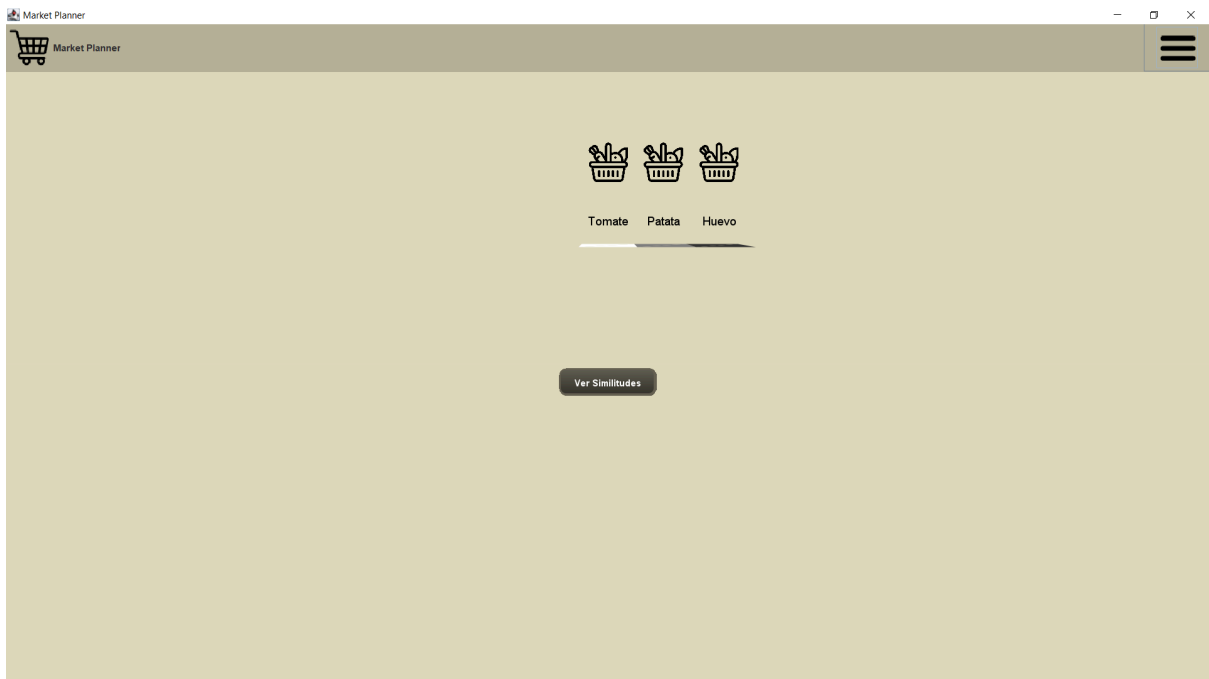 Market Planner
Market Planner
Tomate Patata Huevo
Ver Similitudes